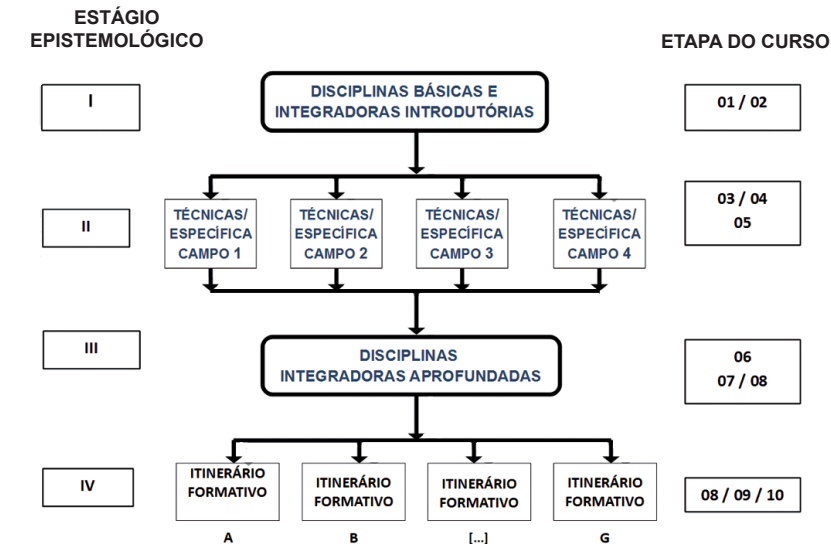 ESTÁGIO
EPISTEMOLÓGICO
ETAPA DO CURSO
I
DISCIPLINAS BÁSICAS E
INTEGRADORAS INTRODUTÓRIAS
01 / 02
II
TÉCNICAS/
ESPECÍFICA
CAMPO 1
TÉCNICAS/
ESPECÍFICA
CAMPO 2
TÉCNICAS/
ESPECÍFICA
CAMPO 3
TÉCNICAS/
ESPECÍFICA
CAMPO 4
03 / 04
05
III
DISCIPLINAS
INTEGRADORAS APROFUNDADAS
06
07 / 08
IV
ITINERÁRIO
FORMATIVO
A
ITINERÁRIO
FORMATIVO
B
ITINERÁRIO
FORMATIVO
[...]
ITINERÁRIO
FORMATIVO
G
08 / 09 / 10